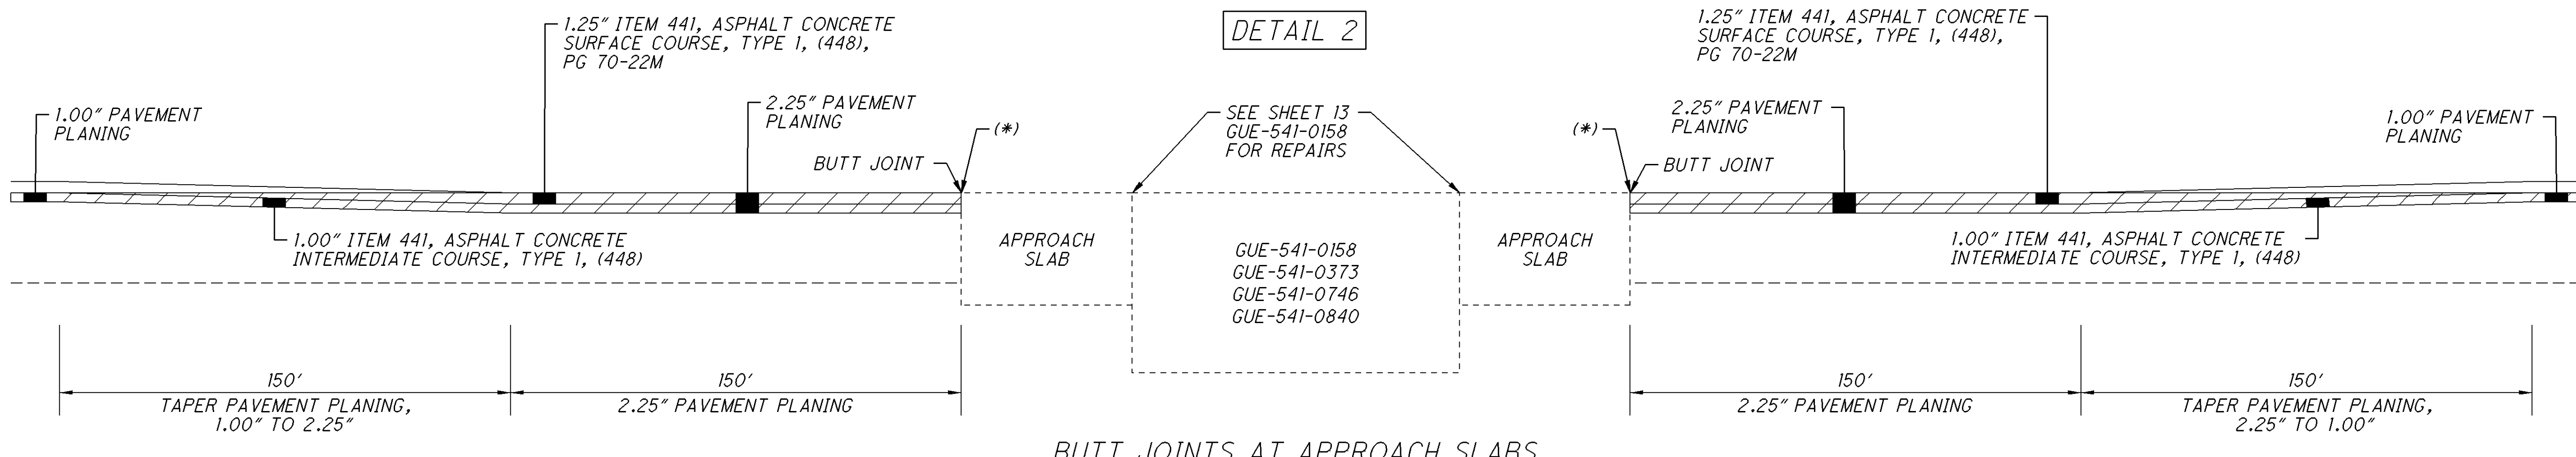 DETAIL 2
1.25" ITEM 441, ASPHALT CONCRETE
SURFACE COURSE, TYPE 1, (448),
PG 70-22M
1.00" PAVEMENT
PLANING
2.25" PAVEMENT
PLANING
(*)
BUTT JOINT
1.00" ITEM 441, ASPHALT CONCRETE
INTERMEDIATE COURSE, TYPE 1, (448)
SEE SHEET 13
GUE-541-0158
FOR REPAIRS
APPROACH
SLAB
GUE-541-0158
GUE-541-0373
GUE-541-0746
GUE-541-0840
APPROACH
SLAB
1.25" ITEM 441, ASPHALT CONCRETE
SURFACE COURSE, TYPE 1, (448),
PG 70-22M
2.25" PAVEMENT
PLANING
1.00" PAVEMENT
PLANING
(*)
BUTT JOINT
1.00" ITEM 441, ASPHALT CONCRETE
INTERMEDIATE COURSE, TYPE 1, (448)
150'
TAPER PAVEMENT PLANING,
1.00" TO 2.25"
150'
2.25" PAVEMENT PLANING
150'
2.25" PAVEMENT PLANING
150'
TAPER PAVEMENT PLANING,
2.25" TO 1.00"
BUTT JOINTS AT APPROACH SLABS